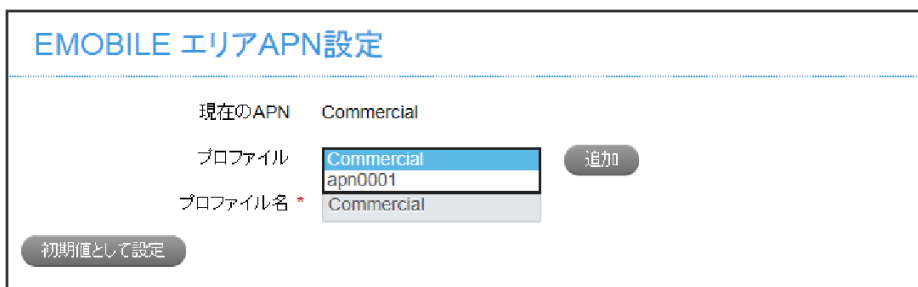 EMOBILE エリアAPN設定
現在のAPN Commercial
プロファイル Commercial 追加
apn0001
プロファイル名 * Commercial
初期値として設定